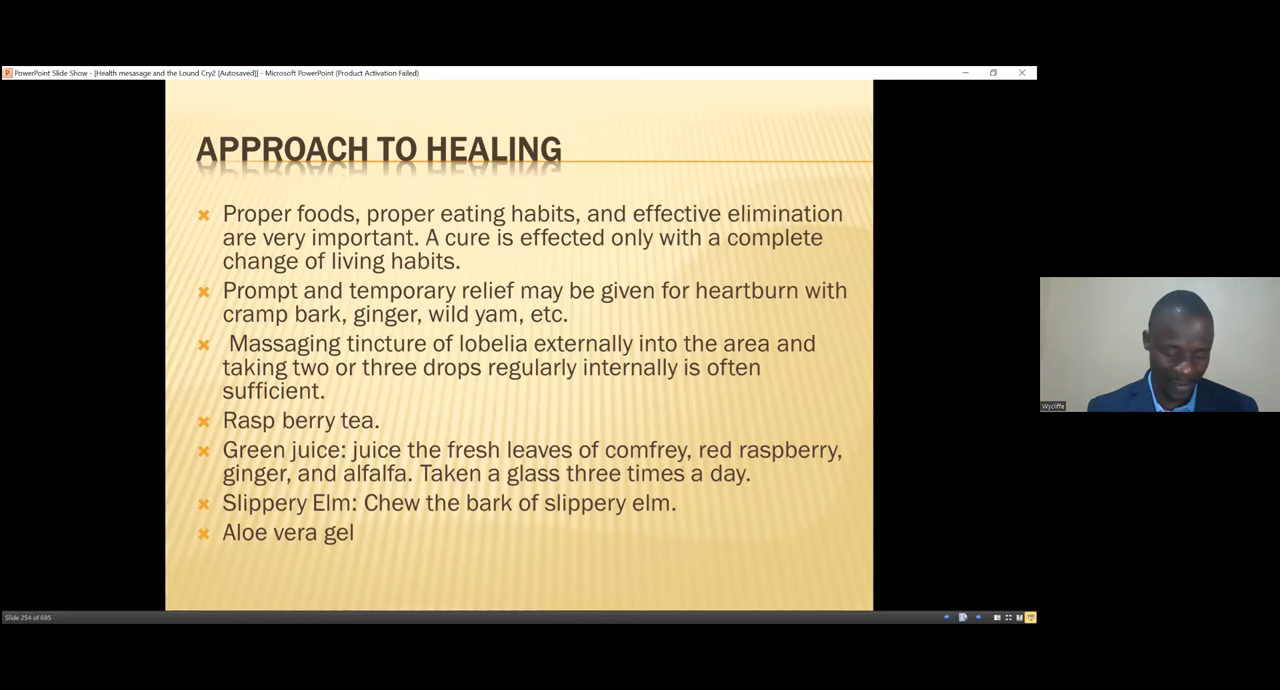 PowerPoint Slide Show - [Health mesasage and the Lound Cry2 [Autosaved]] - Microsoft PowerPoint (Product Activation Failed)
APPROACH TO HEALING
Proper foods, proper eating habits, and effective elimination
are very important. A cure is effected only with a complete
change of living habits.
Prompt and temporary relief may be given for heartburn with
cramp bark, ginger, wild yam, etc.
Massaging tincture of lobelia externally into the area and
taking two or three drops regularly internally is often
sufficient.
Rasp berry tea.
Green juice: juice the fresh leaves of comfrey, red raspberry,
ginger, and alfalfa. Taken a glass three times a day.
Slippery Elm: Chew the bark of slippery elm.
Aloe vera gel
Wycliffe
Slide 254 of 695